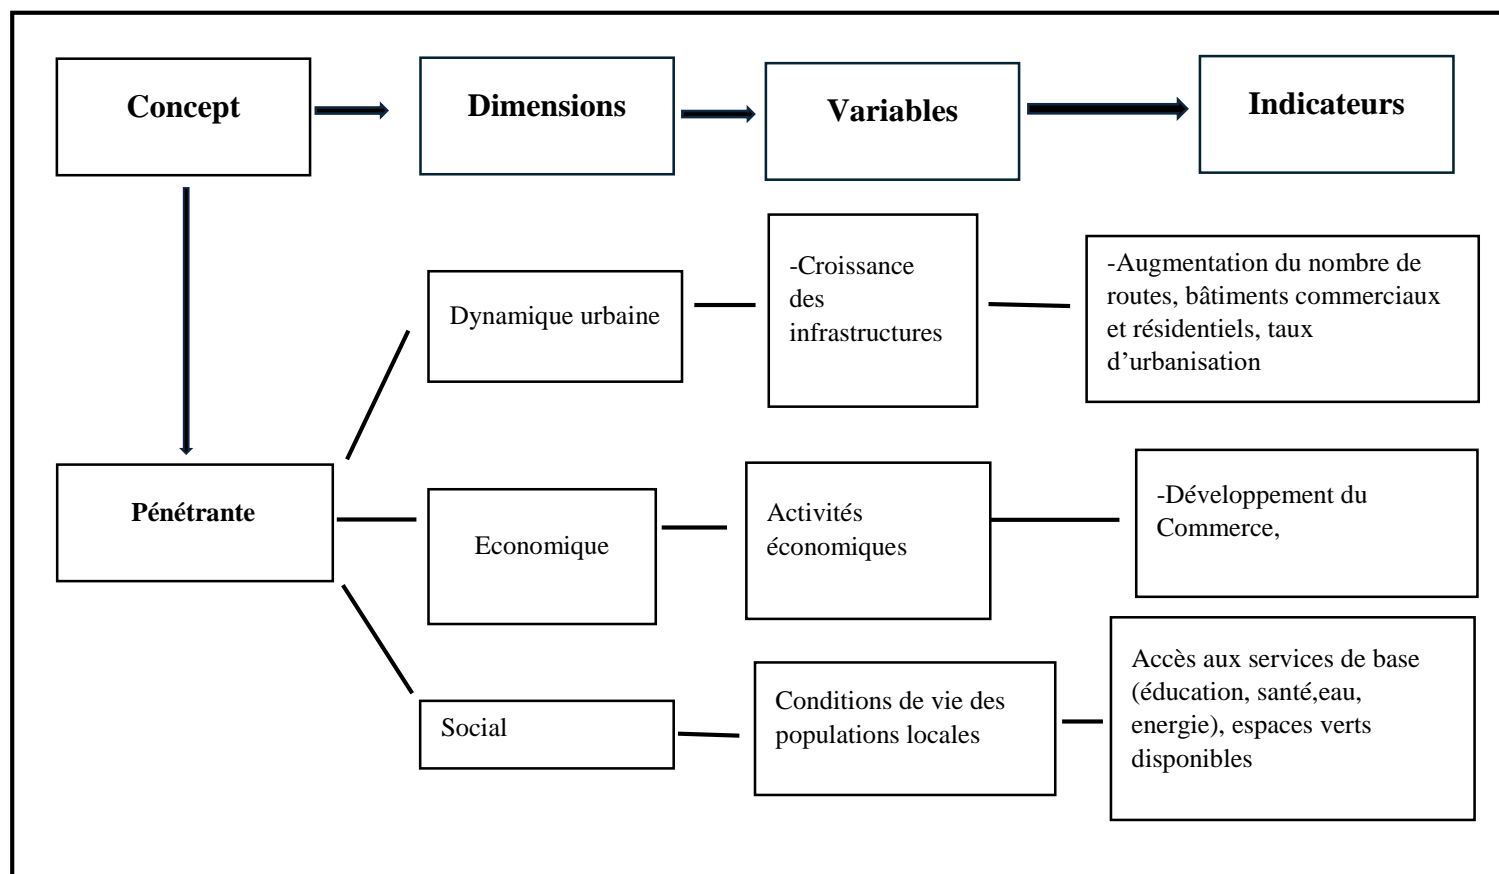 Concept
Dimensions
Variables
Indicateurs
Dynamique urbaine
-Croissance
des
infrastructures
-Augmentation du nombre de
routes, bâtiments commerciaux
et résidentiels, taux
d’urbanisation
Pénétrante
Economique
Activités
économiques
-Développement du
Commerce,
Social
Conditions de vie des
populations locales
Accès aux services de base
(éducation, santé,eau,
energie), espaces verts
disponibles